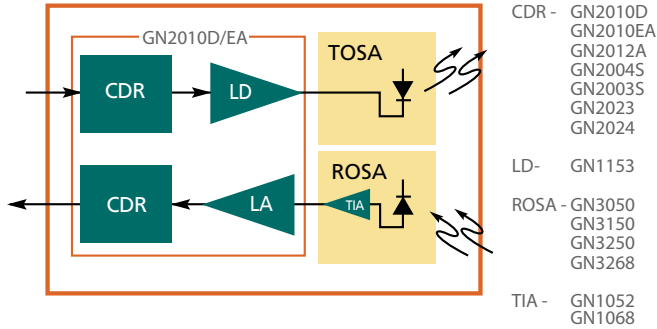 GN2010D/EA
CDR
LD
TOSA
CDR
LA
ROSA
TIA
CDR - GN2010D
GN2010EA
GN2012A
GN2004S
GN2003S
GN2023
GN2024
LD- GN1153
ROSA - GN3050
GN3150
GN3250
GN3268
TIA - GN1052
GN1068